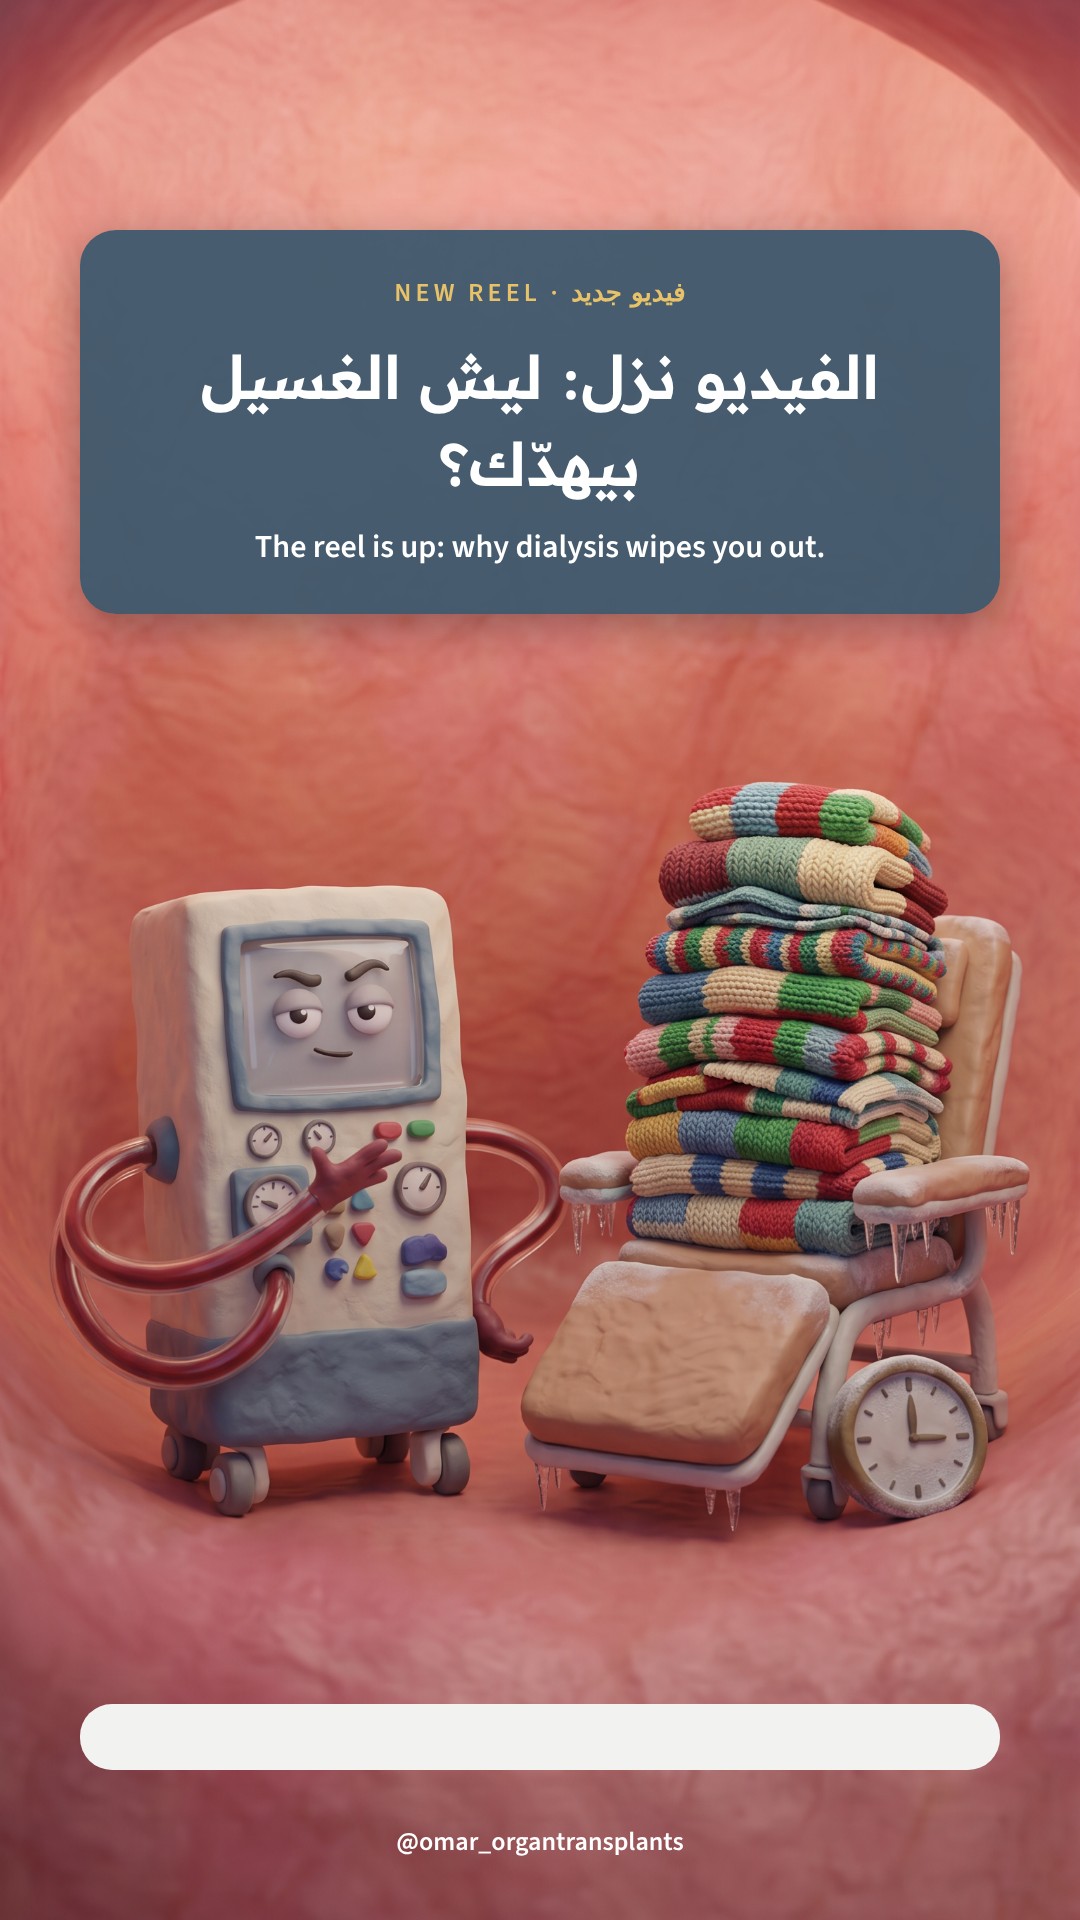 NEW REEL · فيديو جديد
الفيديو نزل: ليش الغسيل
بيهدّك؟
The reel is up: why dialysis wipes you out.
@omar_organtransplants